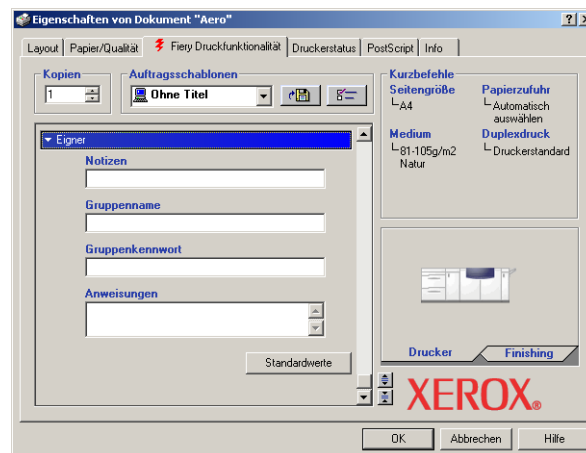 Eigenschaften von Dokument "Aero"
Layout Papier/Qualität Fiery Druckfunktionalität Druckerstatus PostScript Info
Kopien
1
Auftragsschablonen
Ohne Titel
Eigner
Notizen
Gruppenname
Gruppenkennwort
Anweisungen
Standardwerte
Kurzbefehle
Seitengröße
A4
Papierzufuhr
Automatisch
auswählen
Medium
81-105g/m2
Natur
Duplexdruck
Druckerstandard
Drucker Finishing
XEROX®
OK Abbrechen Hilfe